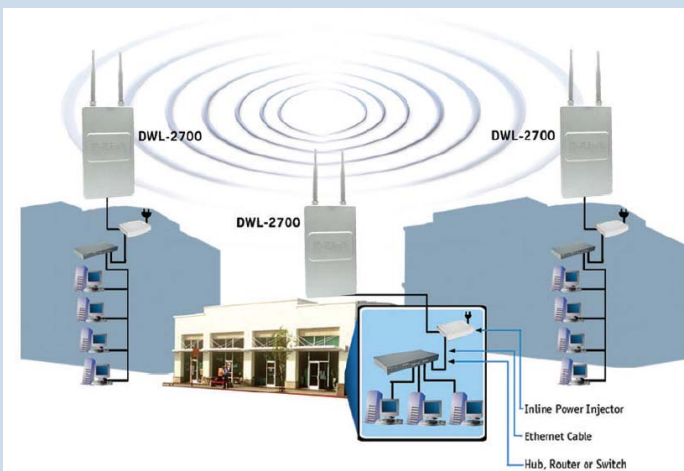 DWL-2700
DWL-2700
DWL-2700
Inline Power Injector
Ethernet Cable
Hub, Router or Switch